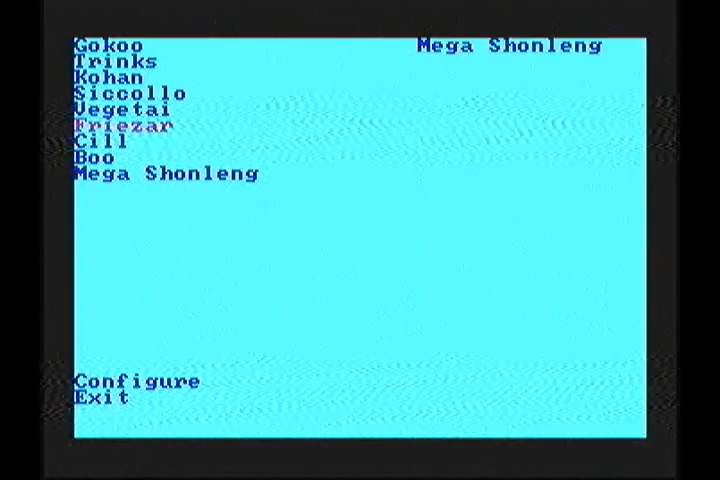 Gokoo
Mega Shonleng
Trinks
Kohan
Siccollo
Vegetai
Friezar
Cill
Boo
Mega Shonleng
Configure
Exit